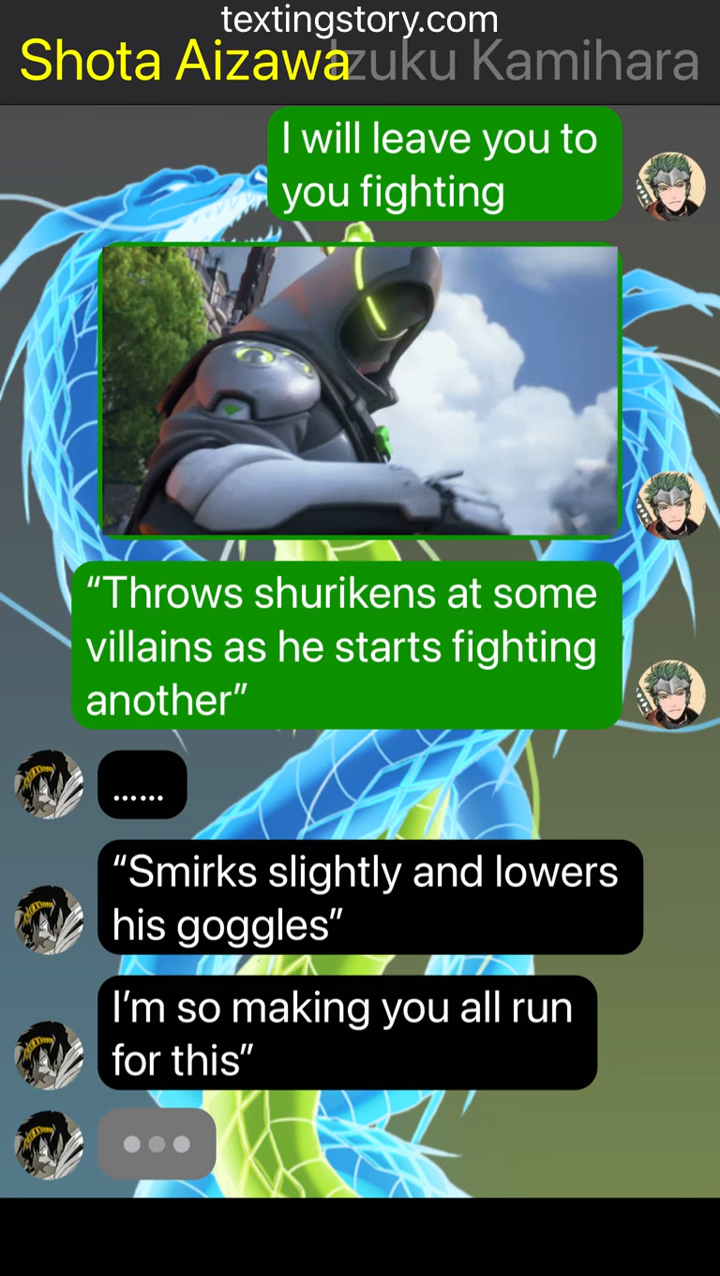 textingstory.com
Shota Aizawa Izuku Kamihara
I will leave you to
you fighting
“Throws shurikens at some
villains as he starts fighting
another”
......
“Smirks slightly and lowers
his goggles”
I’m so making you all run
for this”